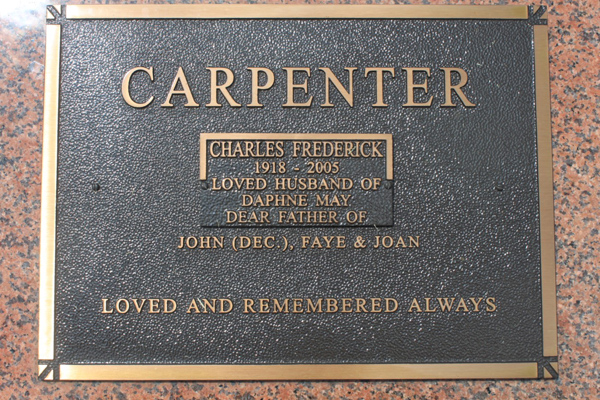 CARPENTER
CHARLES FREDERICK
1918 - 2005
LOVED HUSBAND OF
DAPHNE MAY
DEAR FATHER OF
JOHN (DEC.), FAYE & JOAN
LOVED AND REMEMBERED ALWAYS